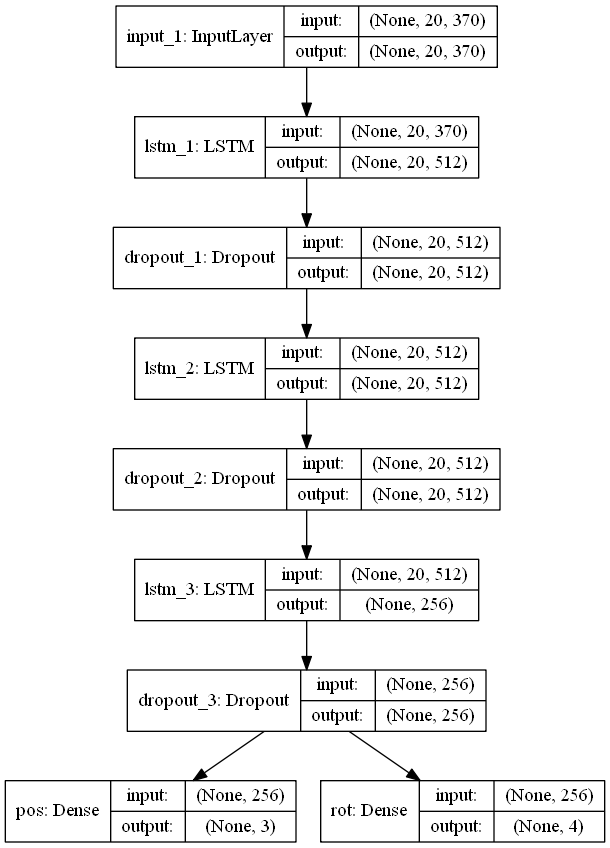 input_1: InputLayer
input: (None, 20, 370)
output: (None, 20, 370)
lstm_1: LSTM
input: (None, 20, 370)
output: (None, 20, 512)
dropout_1: Dropout
input: (None, 20, 512)
output: (None, 20, 512)
lstm_2: LSTM
input: (None, 20, 512)
output: (None, 20, 512)
dropout_2: Dropout
input: (None, 20, 512)
output: (None, 20, 512)
lstm_3: LSTM
input: (None, 20, 512)
output: (None, 256)
dropout_3: Dropout
input: (None, 256)
output: (None, 256)
pos: Dense
input: (None, 256)
output: (None, 3)
rot: Dense
input: (None, 256)
output: (None, 4)